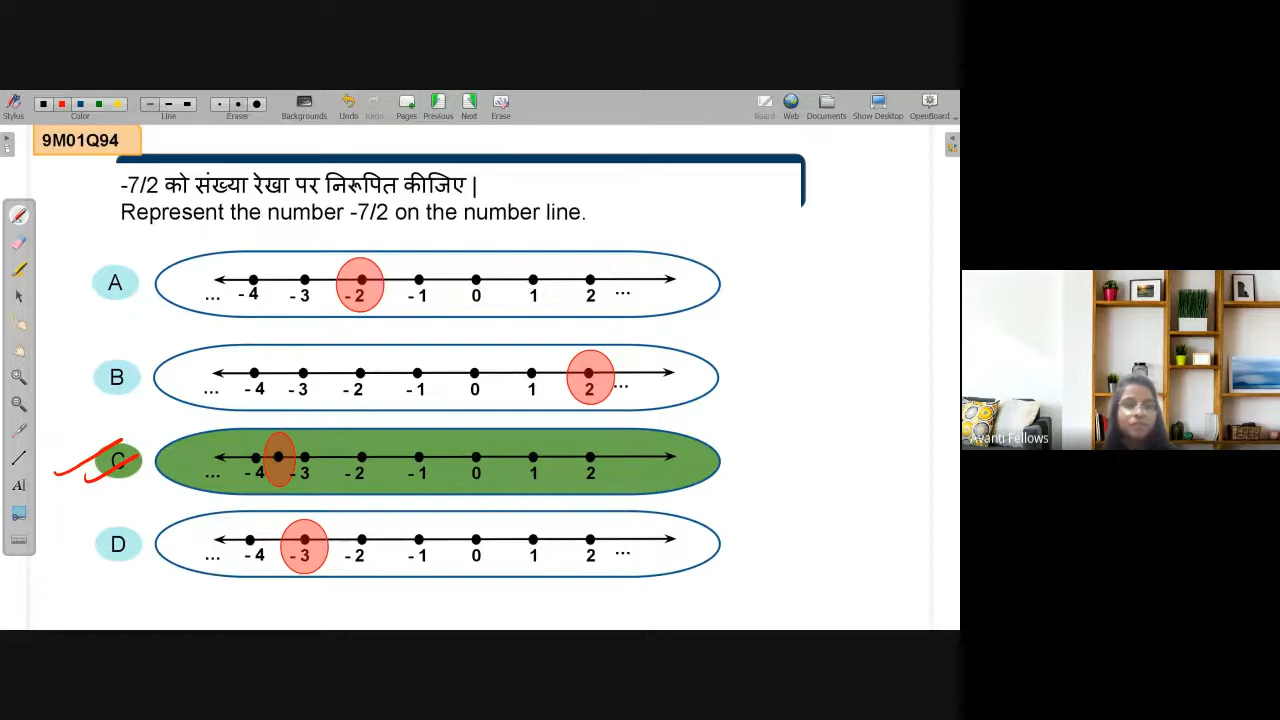 Stylus
Color
Line
Eraser
Backgrounds
Undo
Redo
Pages
Previous
Next
Erase
Board
Web
Documents
Show Desktop
OpenBoard
9M01Q94
-7/2 को संख्या रेखा पर निरूपित कीजिए |
Represent the number -7/2 on the number line.
A
... - 4 - 3 - 2 - 1 0 1 2 ...
B
... - 4 - 3 - 2 - 1 0 1 2 ...
C
... - 4 - 3 - 2 - 1 0 1 2
D
... - 4 - 3 - 2 - 1 0 1 2 ...
Avanti Fellows